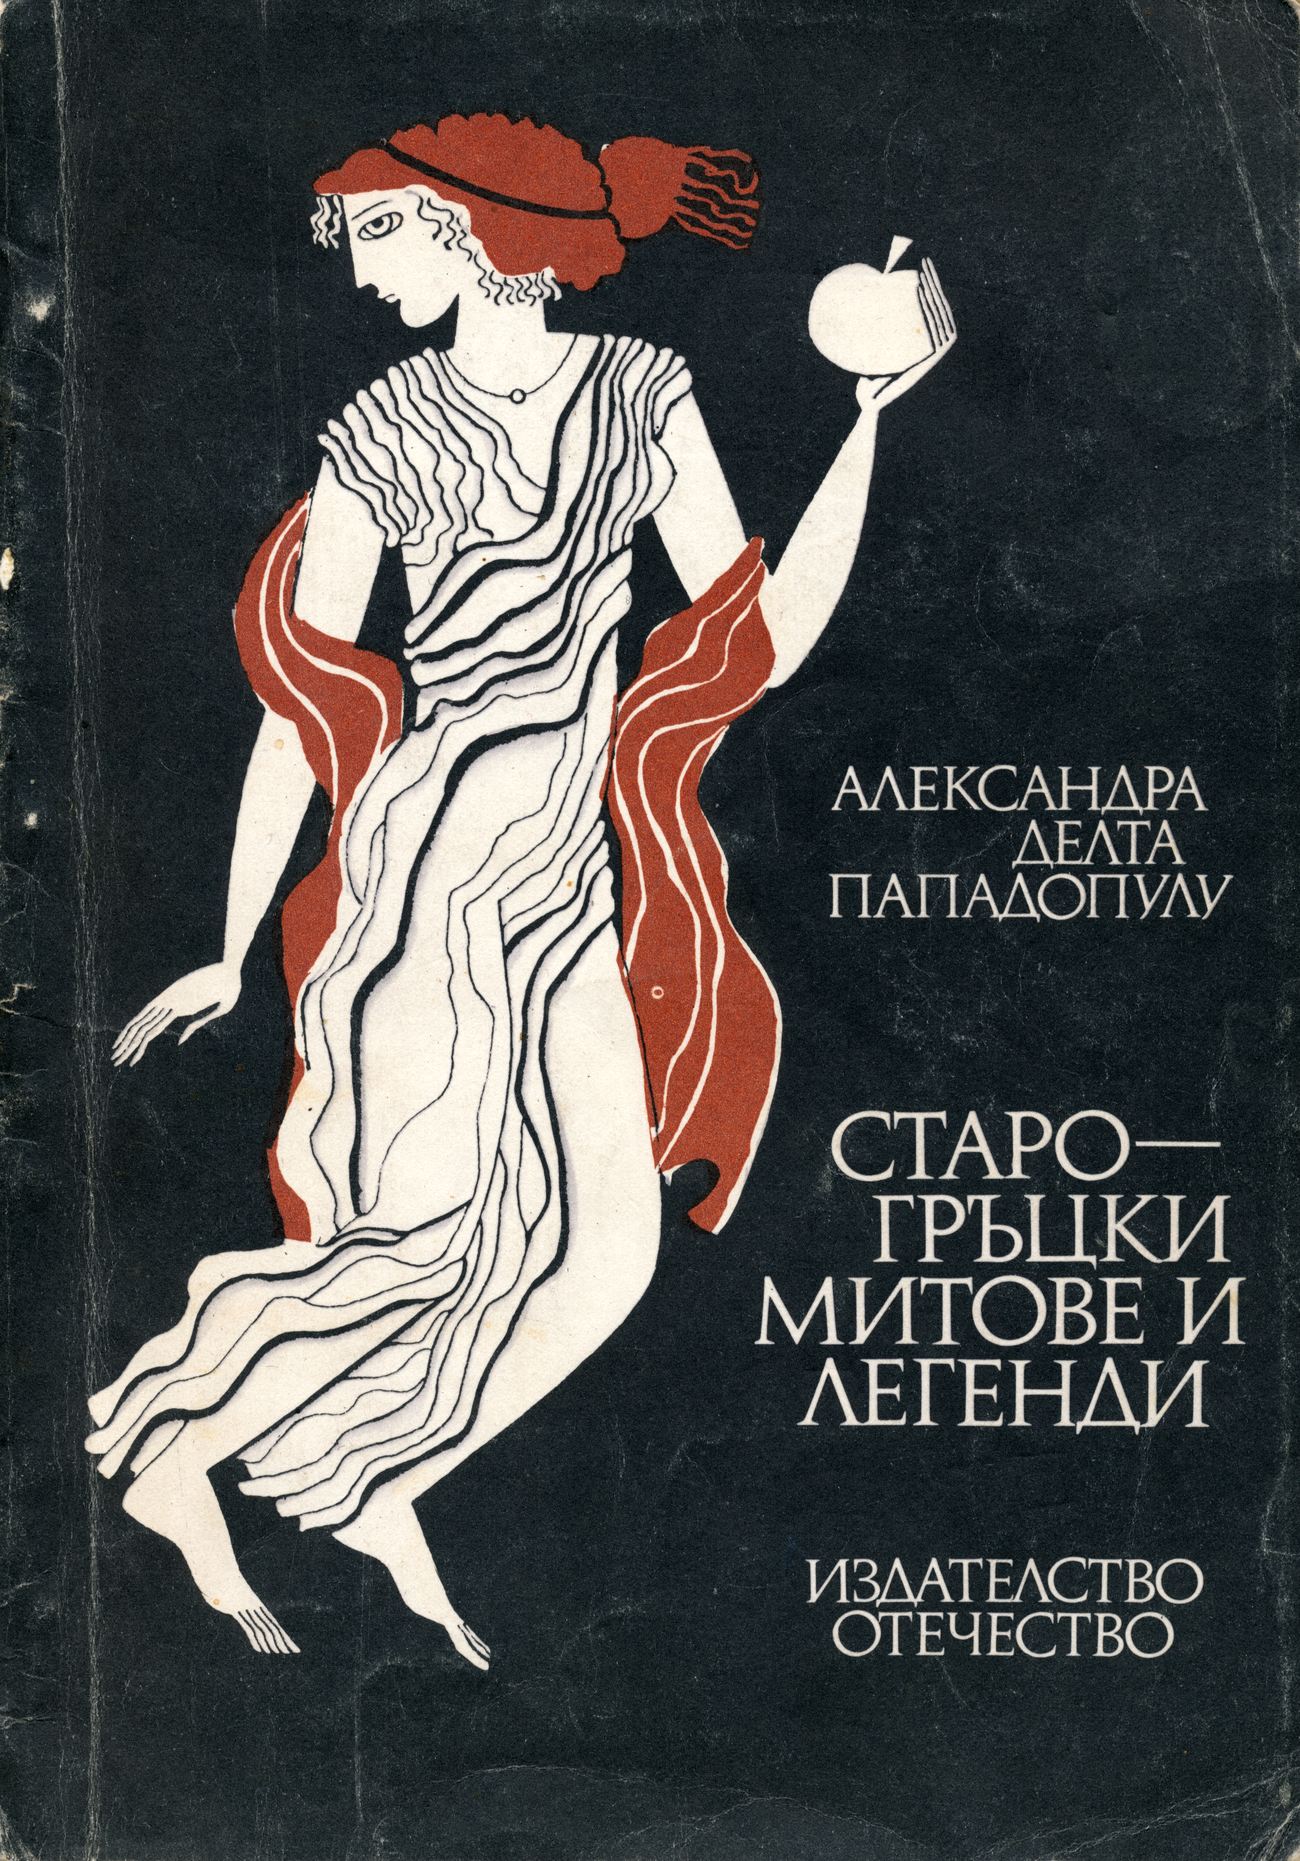 АЛЕКСАНДРА
ДЕЛТА
ПАПАДОПУЛУ
СТАРО—
ГРЪЦКИ
МИТОВЕ И
ЛЕГЕНДИ
ИЗДАТЕЛСТВО
ОТЕЧЕСТВО